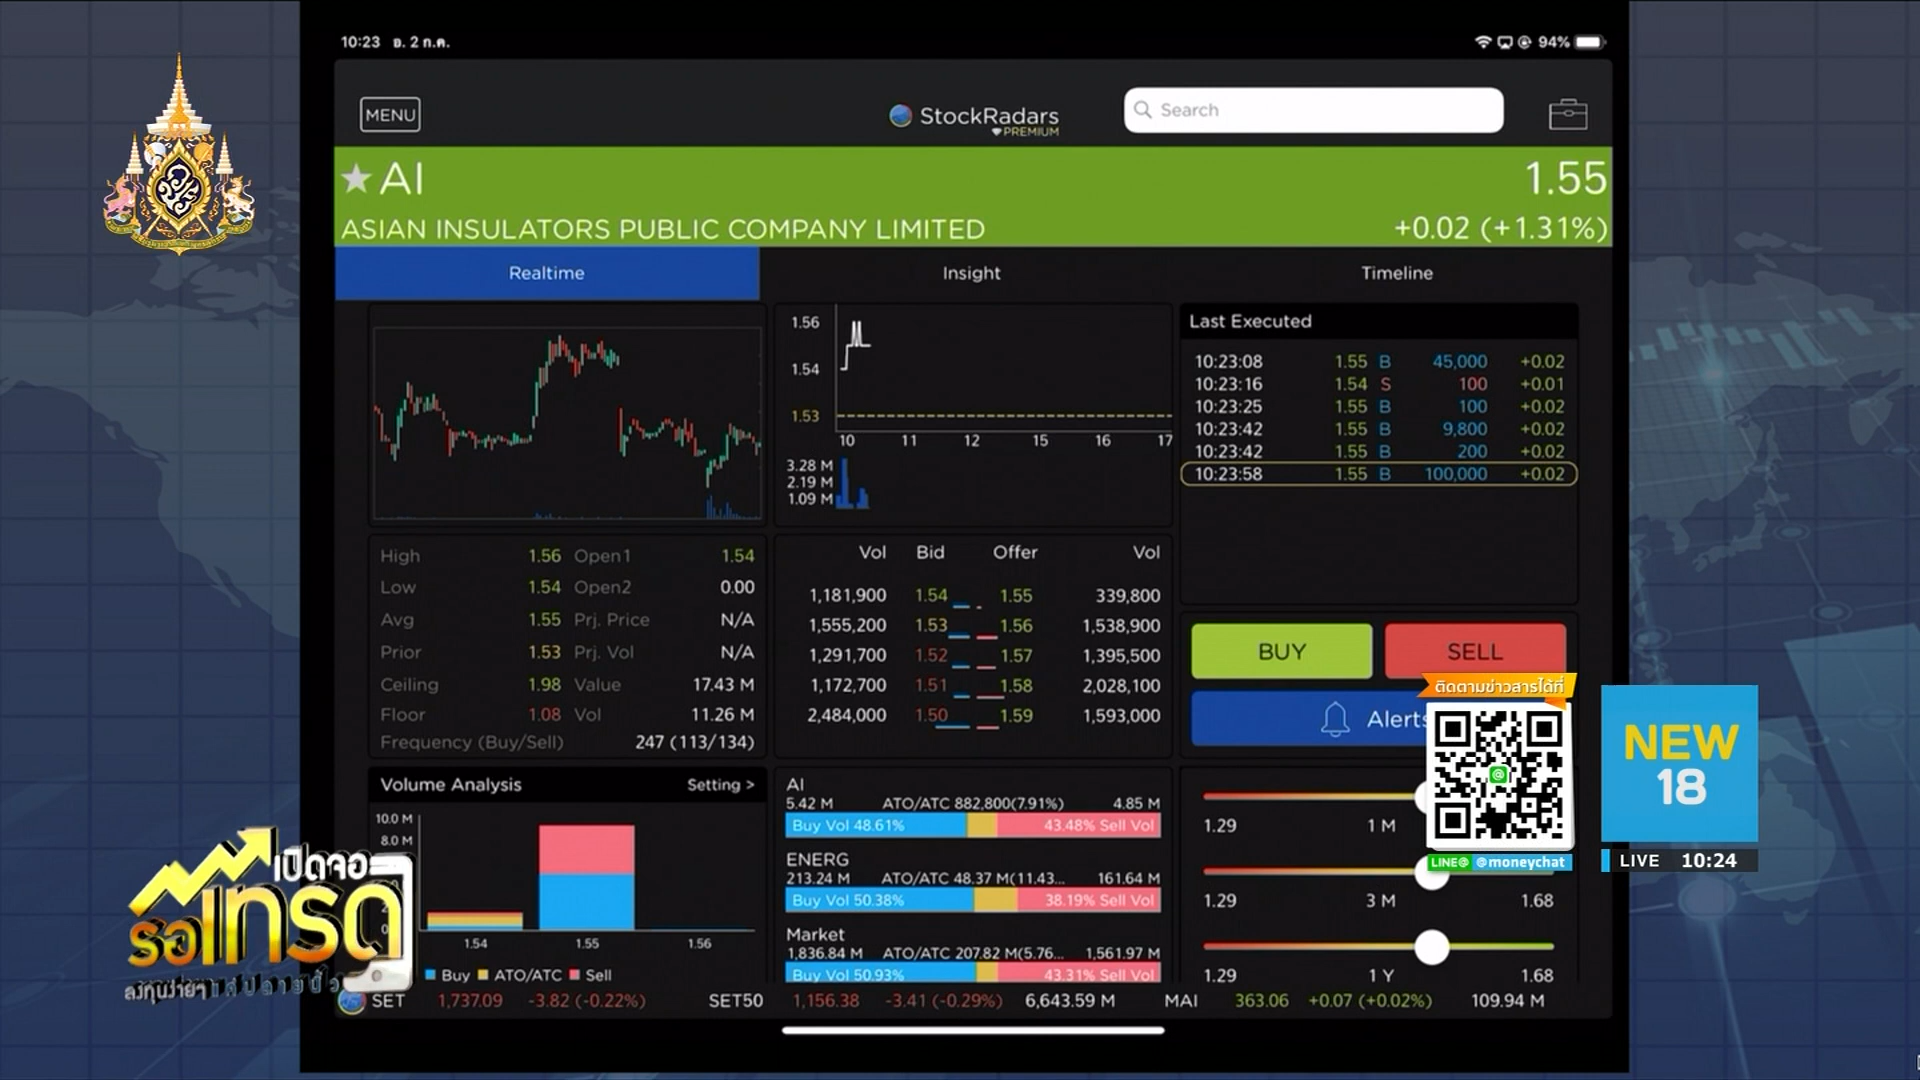 10:23 อ. 2 ก.ค.
94%
MENU
StockRadars
PREMIUM
Search
AI
1.55
ASIAN INSULATORS PUBLIC COMPANY LIMITED
+0.02 (+1.31%)
Realtime
Insight
Timeline
1.56
1.54
1.53
10 11 12 15 16 17
3.28 M
2.19 M
1.09 M
Last Executed
10:23:08 1.55 B 45,000 +0.02
10:23:16 1.54 S 100 +0.01
10:23:25 1.55 B 100 +0.02
10:23:42 1.55 B 9,800 +0.02
10:23:42 1.55 B 200 +0.02
10:23:58 1.55 B 100,000 +0.02
High 1.56 Open1 1.54
Low 1.54 Open2 0.00
Avg 1.55 Prj. Price N/A
Prior 1.53 Prj. Vol N/A
Ceiling 1.98 Value 17.43 M
Floor 1.08 Vol 11.26 M
Frequency (Buy/Sell) 247 (113/134)
Vol Bid Offer Vol
1,181,900 1.54 1.55 339,800
1,555,200 1.53 1.56 1,538,900
1,291,700 1.52 1.57 1,395,500
1,172,700 1.51 1.58 2,028,100
2,484,000 1.50 1.59 1,593,000
BUY
SELL
Alerts
ติดตามข่าวสารได้ที่
LINE@ @moneychat
NEW
18
LIVE 10:24
Volume Analysis
Setting >
10.0 M
8.0 M
1.54 1.55 1.56
Buy ATO/ATC Sell
AI
5.42 M ATO/ATC 882,800(7.91%) 4.85 M
Buy Vol 48.61% 43.48% Sell Vol
ENERG
213.24 M ATO/ATC 48.37 M(11.43... 161.64 M
Buy Vol 50.38% 38.19% Sell Vol
Market
1,836.84 M ATO/ATC 207.82 M(5.76... 1,561.97 M
Buy Vol 50.93% 43.31% Sell Vol
1.29 1 M
1.29 3 M 1.68
1.29 1 Y 1.68
เปิดจอ
รอเทรด
ลงทุนง่ายๆ
SET 1,737.09 -3.82 (-0.22%) SET50 1,156.38 -3.41 (-0.29%) 6,643.59 M MAI 363.06 +0.07 (+0.02%) 109.94 M